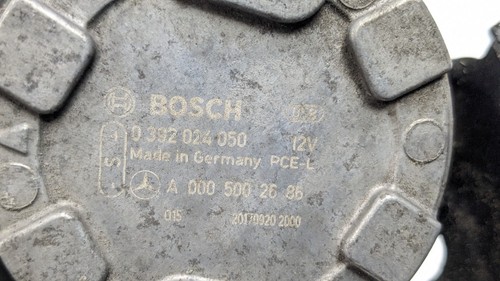 BOSCH
0 392 024 050 12V
Made in Germany PCE-L
A 000 500 26 86
015 20170920 2000